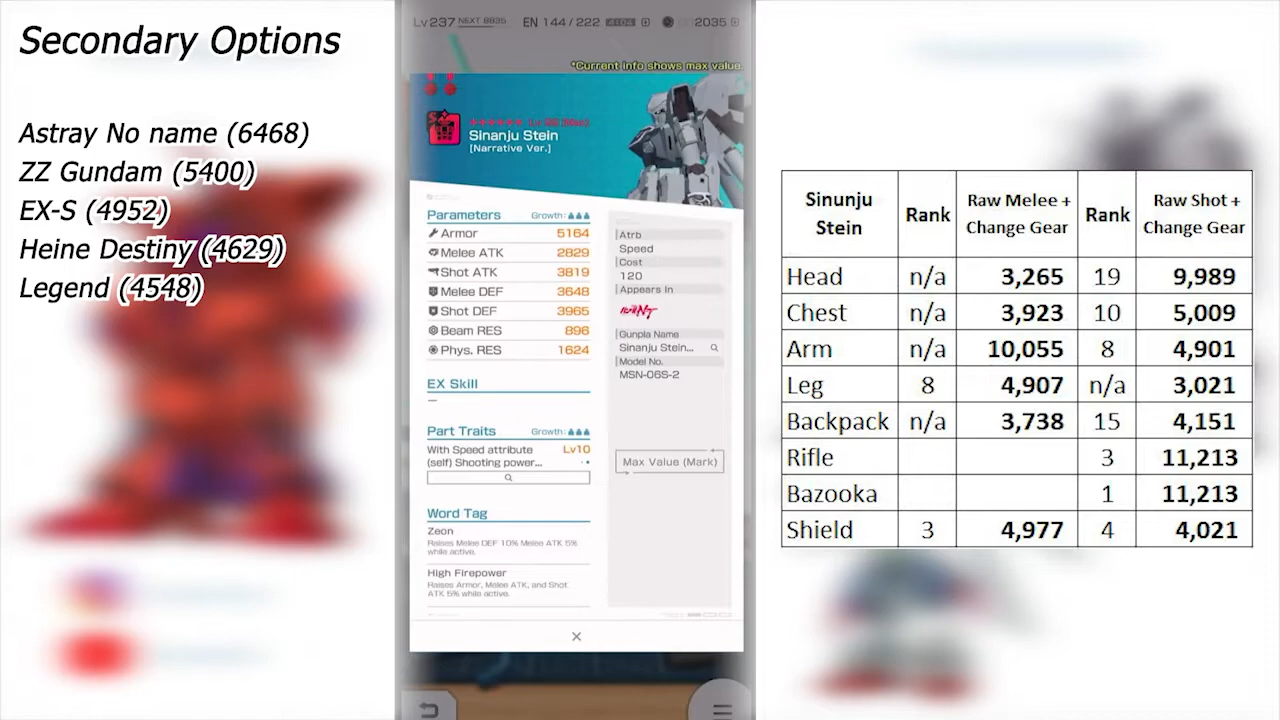 Secondary Options
Astray No name (6468)
ZZ Gundam (5400)
EX-S (4952)
Heine Destiny (4629)
Legend (4548)
Lv237 NEXT 8835 EN 144/222 4:04 2035
*Current info shows max value.
Sinanju Stein
[Narrative Ver.]
Parameters Growth:
Armor 5164
Melee ATK 2829
Shot ATK 3819
Melee DEF 3648
Shot DEF 3965
Beam RES 896
Phys. RES 1624
EX Skill
—
Part Traits Growth:
With Speed attribute Lv10
(self) Shooting power...
Word Tag
Zeon
Raises Melee DEF 10% Melee ATK 5%
while active.
High Firepower
Raises Armor, Melee ATK, and Shot
ATK 5% while active.
Atrb
Speed
Cost
120
Appears In
Gunpla Name
Sinanju Stein...
Model No.
MSN-06S-2
Max Value (Mark)
Sinunju Stein Rank Raw Melee + Change Gear Rank Raw Shot + Change Gear
Head n/a 3,265 19 9,989
Chest n/a 3,923 10 5,009
Arm n/a 10,055 8 4,901
Leg 8 4,907 n/a 3,021
Backpack n/a 3,738 15 4,151
Rifle 3 11,213
Bazooka 1 11,213
Shield 3 4,977 4 4,021